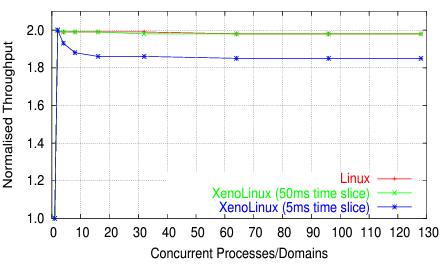 Normalised Throughput
2.0
1.8
1.6
1.4
1.2
1.0
Linux
XenoLinux (50ms time slice)
XenoLinux (5ms time slice)
0 10 20 30 40 50 60 70 80 90 100 110 120 130
Concurrent Processes/Domains